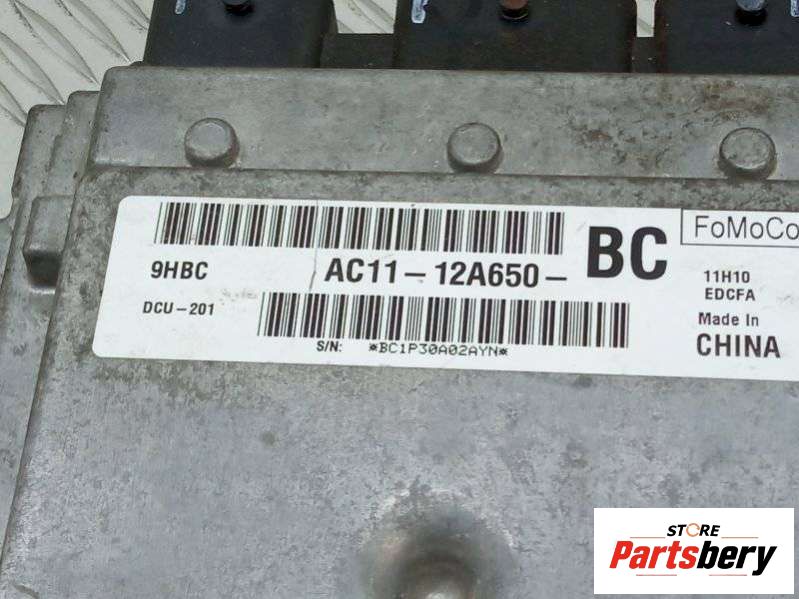 BC
FoMoCo
9HBC
AC11-12A650-
11H10
EDCFA
DCU-201
Made In
CHINA
S/N: *BC1P30A02AYN*
STORE
Partsbery